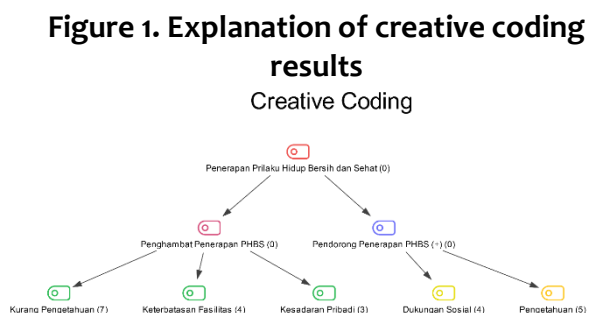 Figure 1. Explanation of creative coding
results
Creative Coding
Penerapan Prilaku Hidup Bersih dan Sehat (0)
Penghambat Penerapan PHBS (0)
Pendorong Penerapan PHBS (+) (0)
Kurang Pengetahuan (7)
Keterbatasan Fasilitas (4)
Kesadaran Pribadi (3)
Dukungan Sosial (4)
Pengetahuan (5)